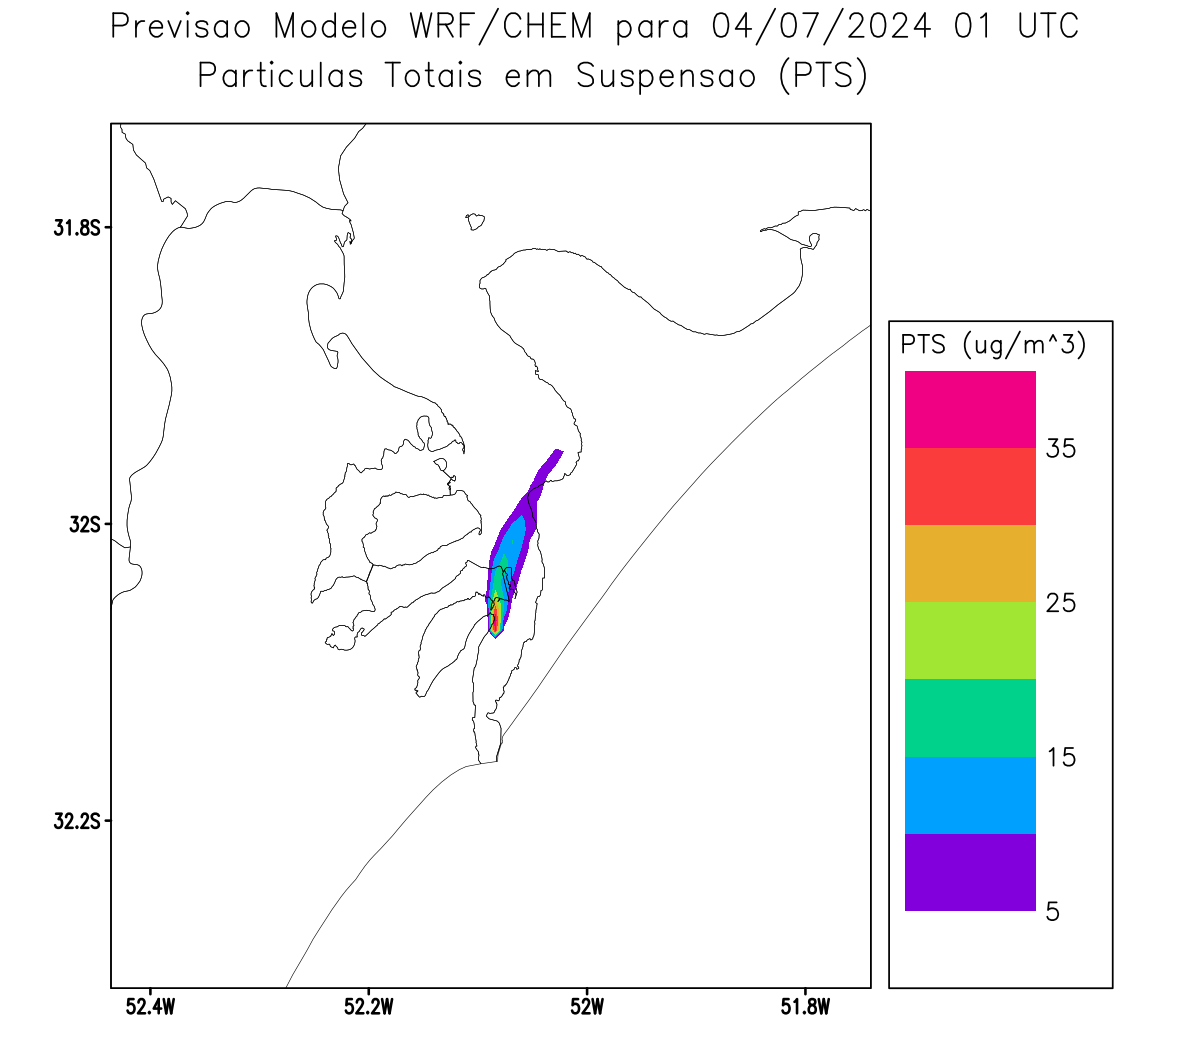 Previsao Modelo WRF/CHEM para 04/07/2024 01 UTC
Particulas Totais em Suspensao (PTS)
31.8S
32S
32.2S
52.4W
52.2W
52W
51.8W
PTS (ug/m^3)
35
25
15
5